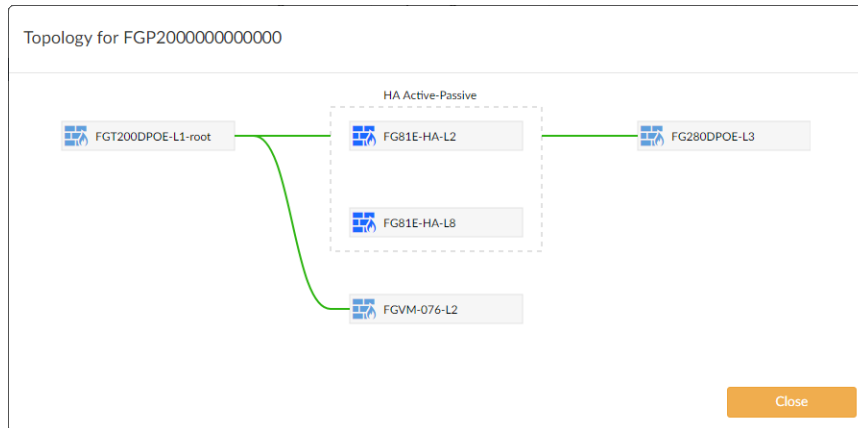 Topology for FGP2000000000000
HA Active-Passive
FGT200DPOE-L1-root
FG81E-HA-L2
FG280DPOE-L3
FG81E-HA-L8
FGVM-076-L2
Close